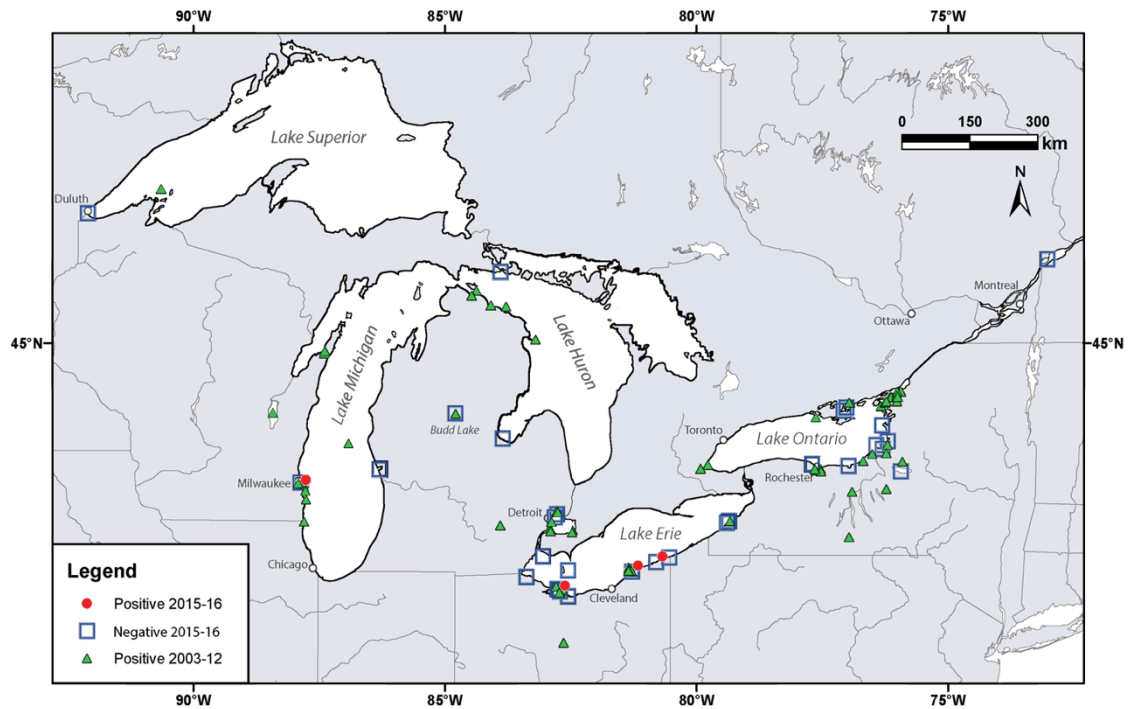 90°W 85°W 80°W 75°W
Lake Superior
0 150 300
km
N
Duluth
Montreal
Ottawa
45°N 45°N
Lake Michigan
Lake Huron
Budd Lake
Toronto
Lake Ontario
Rochester
Milwaukee
Detroit
Lake Erie
Chicago
Cleveland
Legend
Positive 2015-16
Negative 2015-16
Positive 2003-12
90°W 85°W 80°W 75°W